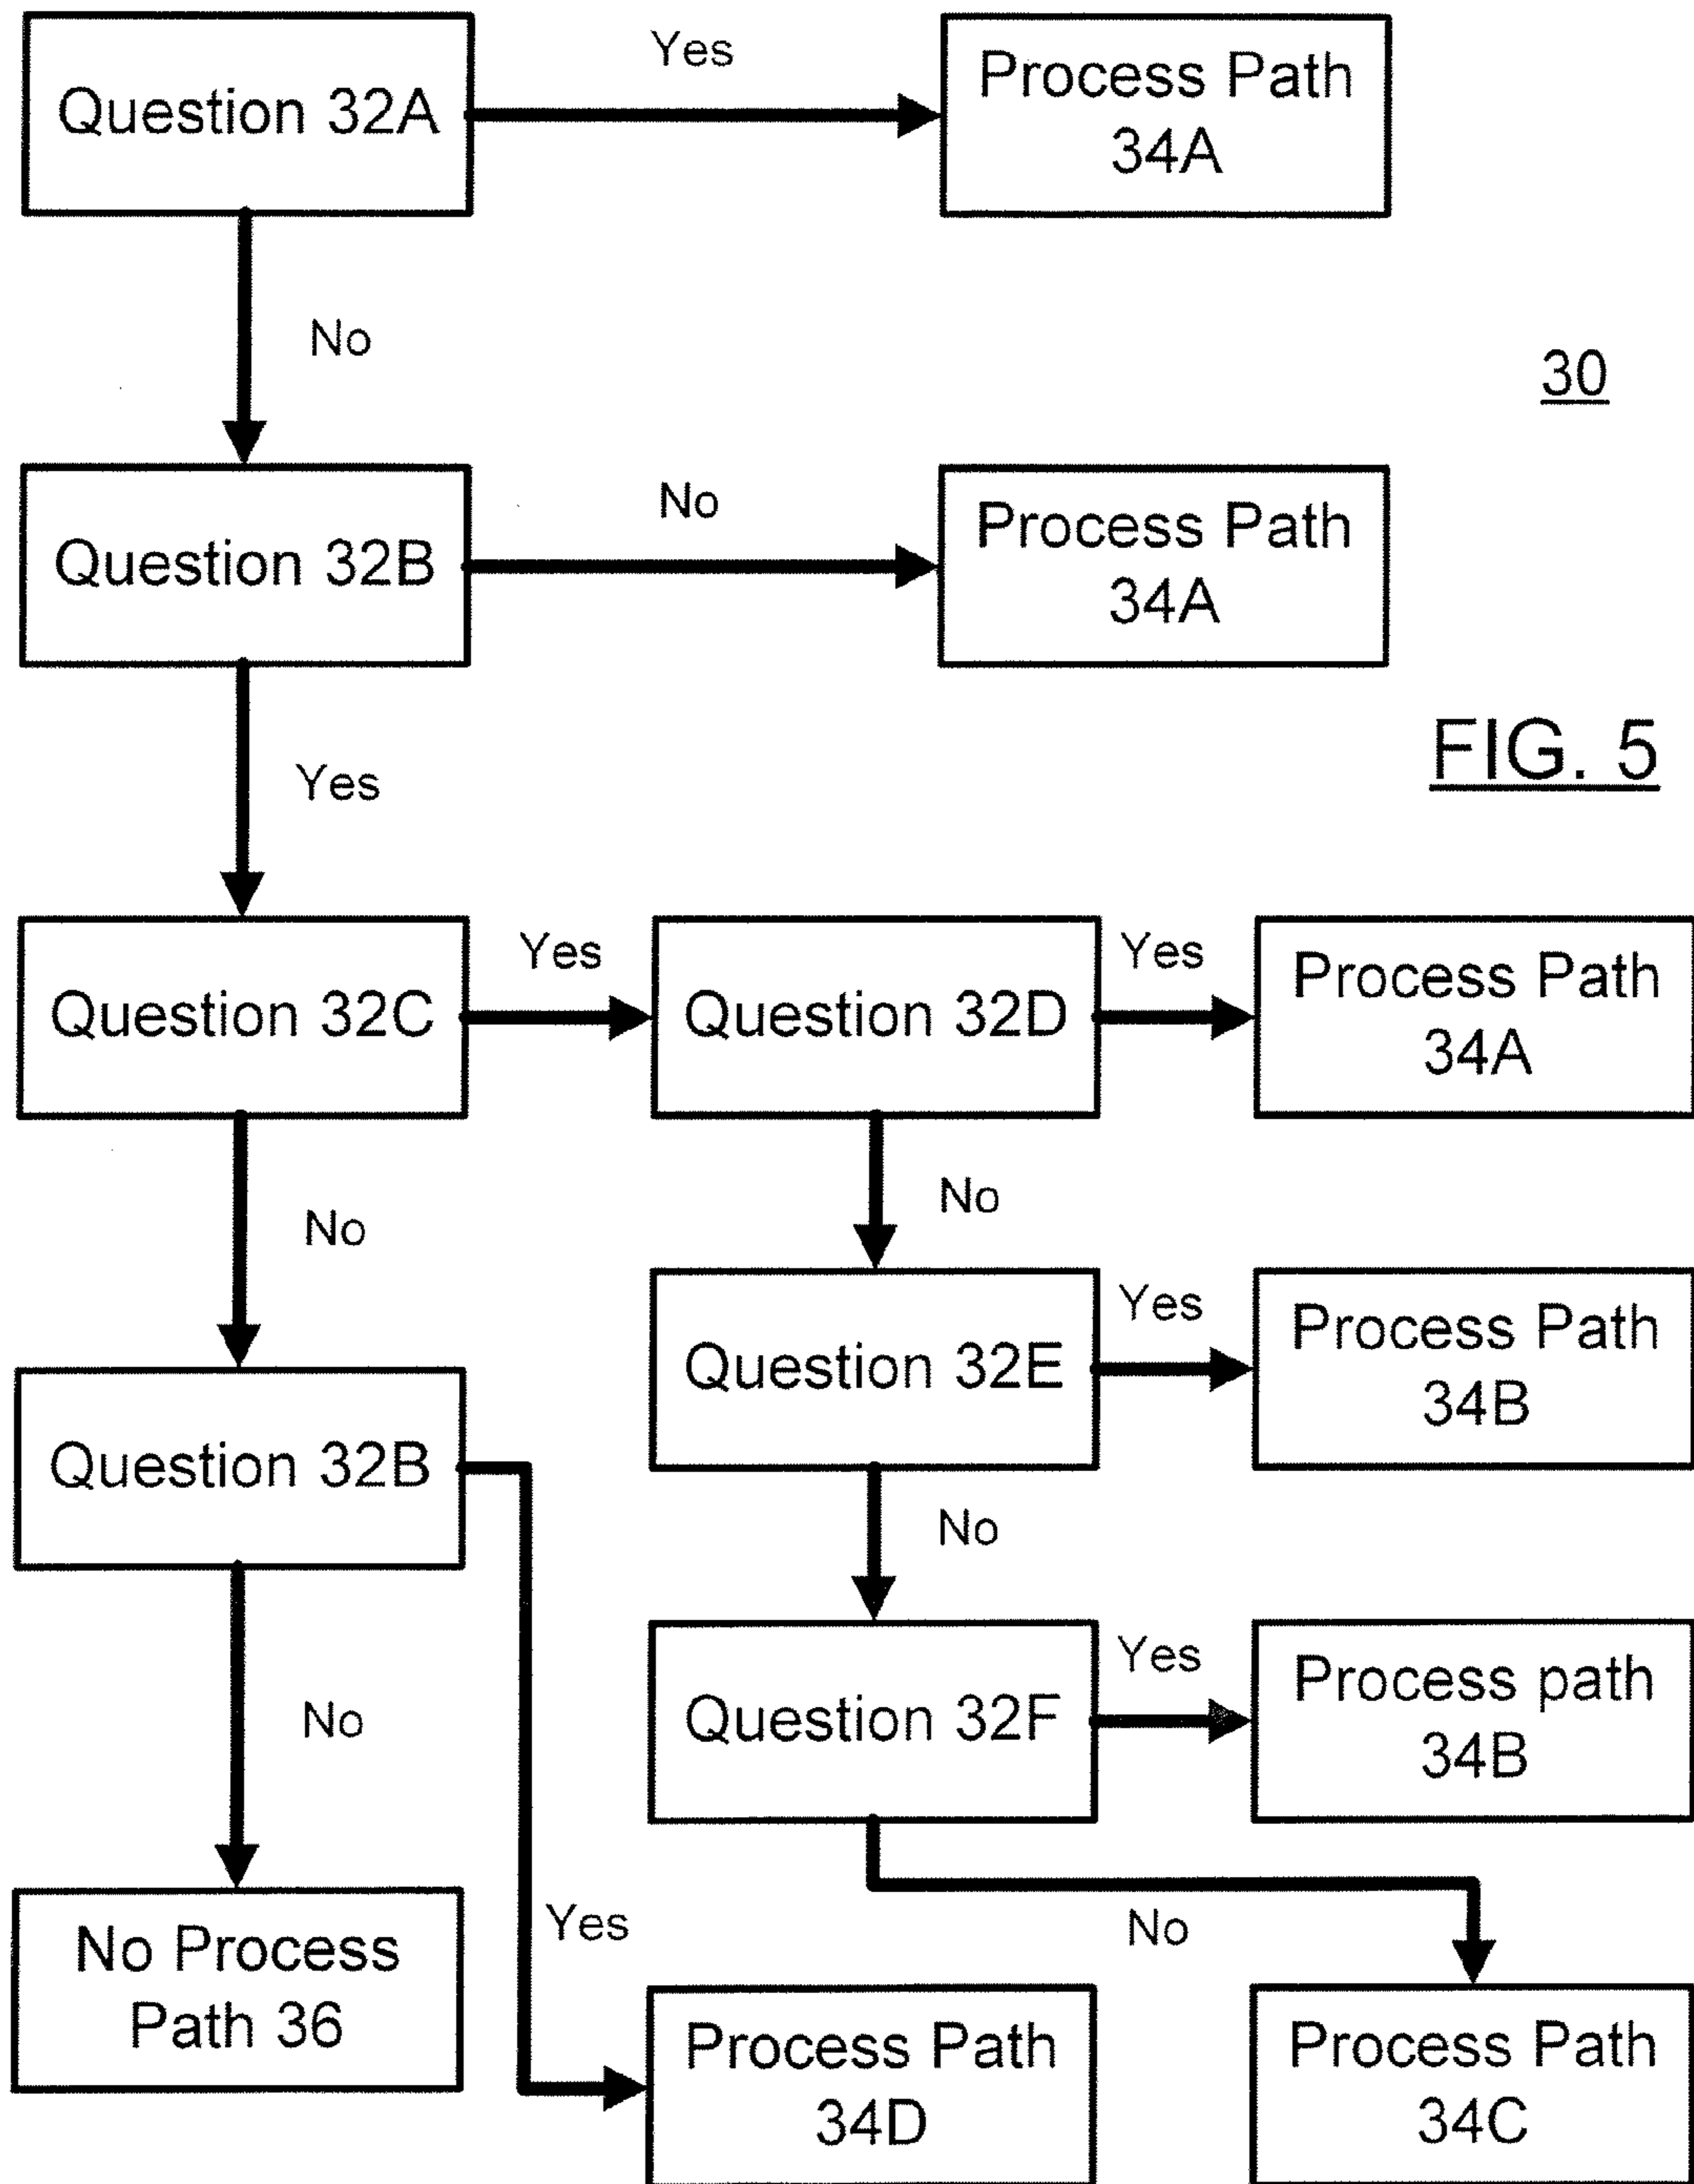 Question 32A
Yes
Process Path
34A
No
30
Question 32B
No
Process Path
34A
Yes
FIG. 5
Question 32C
Yes
Question 32D
Yes
Process Path
34A
No
No
Question 32E
Yes
Process Path
34B
Question 32B
No
Question 32F
Yes
Process path
34B
No
No Process
Path 36
Yes
No
Process Path
34D
Process Path
34C